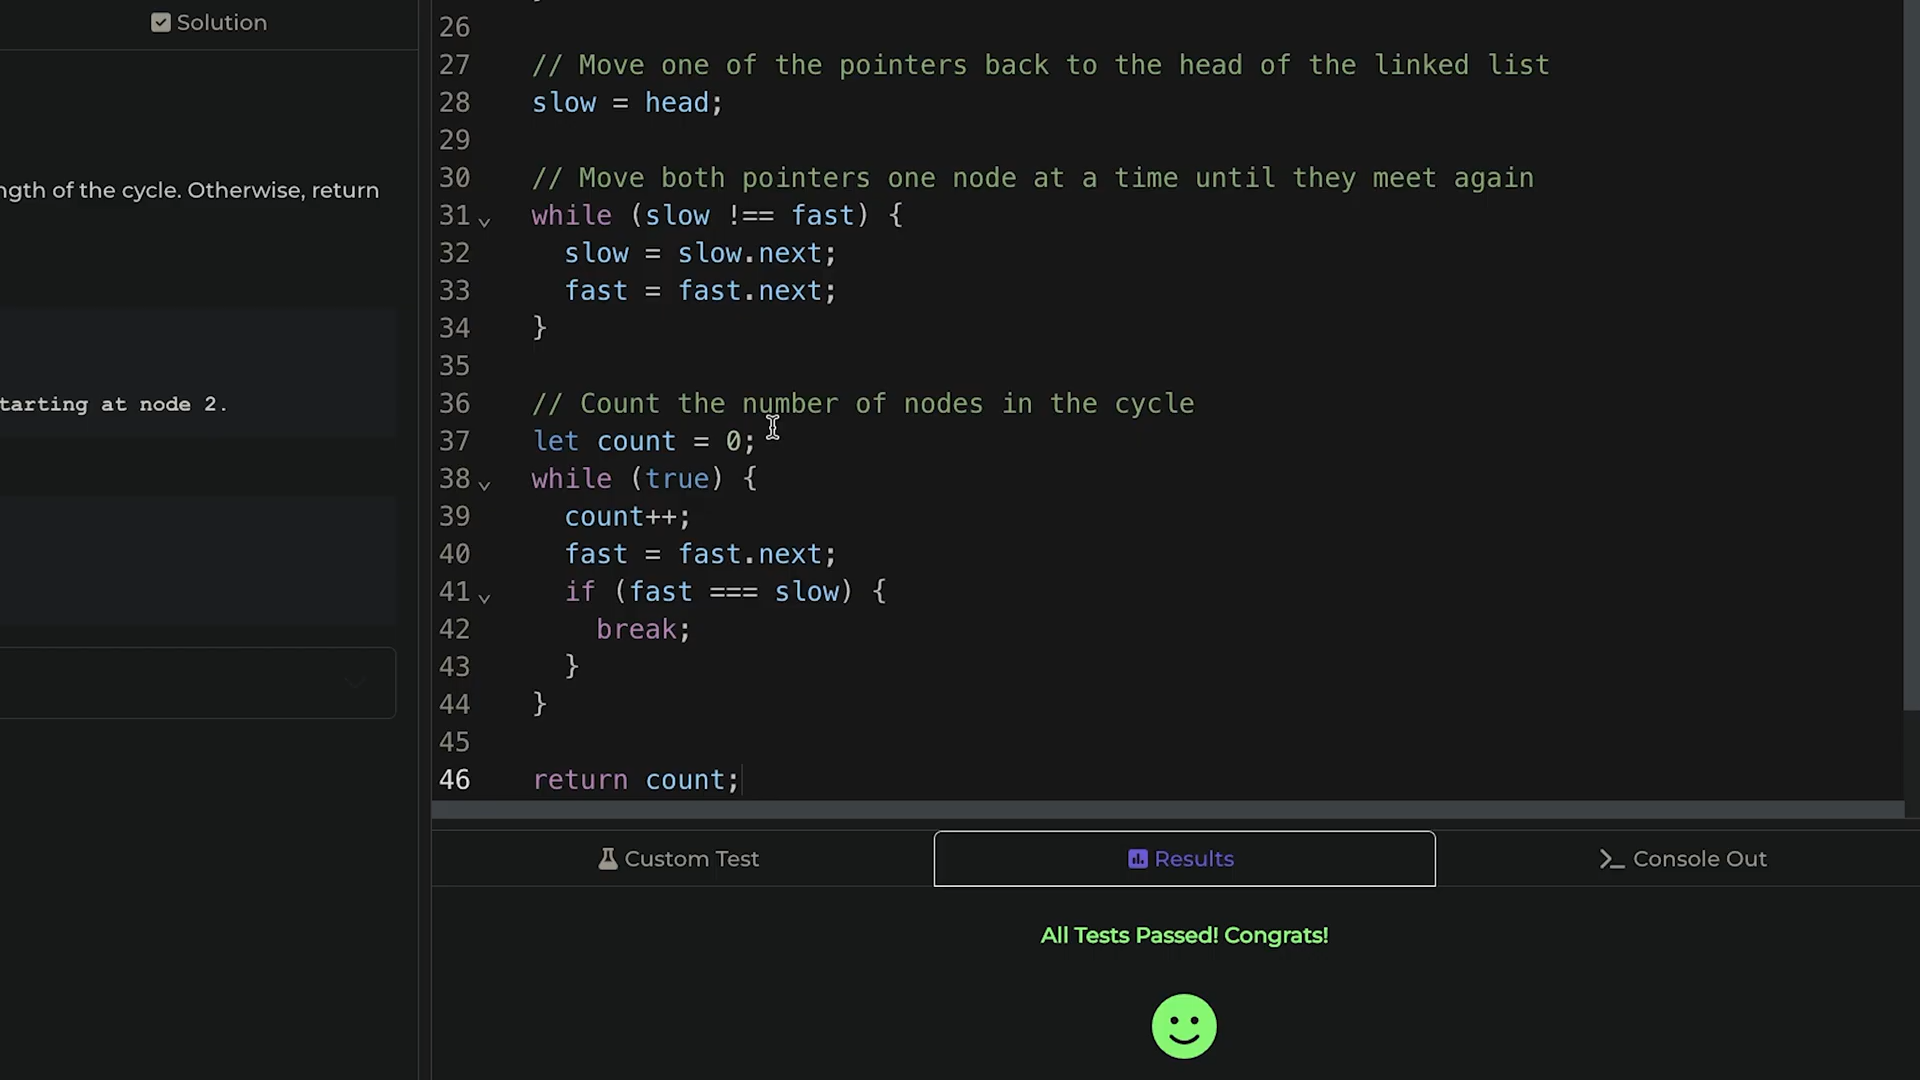 Solution
ngth of the cycle. Otherwise, return
tarting at node 2.
26
27 // Move one of the pointers back to the head of the linked list
28 slow = head;
29
30 // Move both pointers one node at a time until they meet again
31 while (slow !== fast) {
32 slow = slow.next;
33 fast = fast.next;
34 }
35
36 // Count the number of nodes in the cycle
37 let count = 0;
38 while (true) {
39 count++;
40 fast = fast.next;
41 if (fast === slow) {
42 break;
43 }
44 }
45
46 return count;
Custom Test
Results
Console Out
All Tests Passed! Congrats!